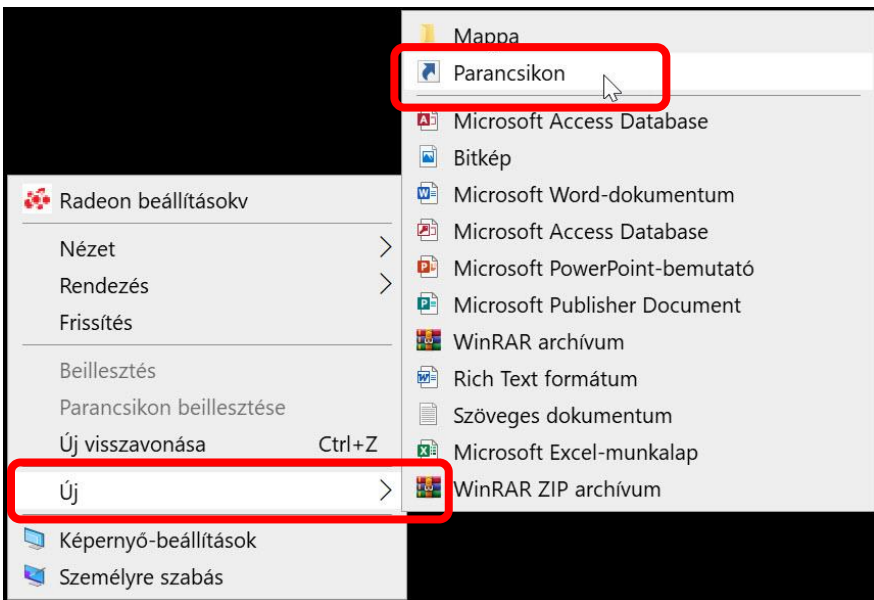 Mappa
Parancsikon
Microsoft Access Database
Bitkép
Microsoft Word-dokumentum
Microsoft Access Database
Microsoft PowerPoint-bemutató
Microsoft Publisher Document
WinRAR archívum
Rich Text formátum
Szöveges dokumentum
Microsoft Excel-munkalap
WinRAR ZIP archívum
Radeon beállításokv
Nézet
Rendezés
Frissítés
Beillesztés
Parancsikon beillesztése
Új visszavonása Ctrl+Z
Új
Képernyő-beállítások
Személyre szabás